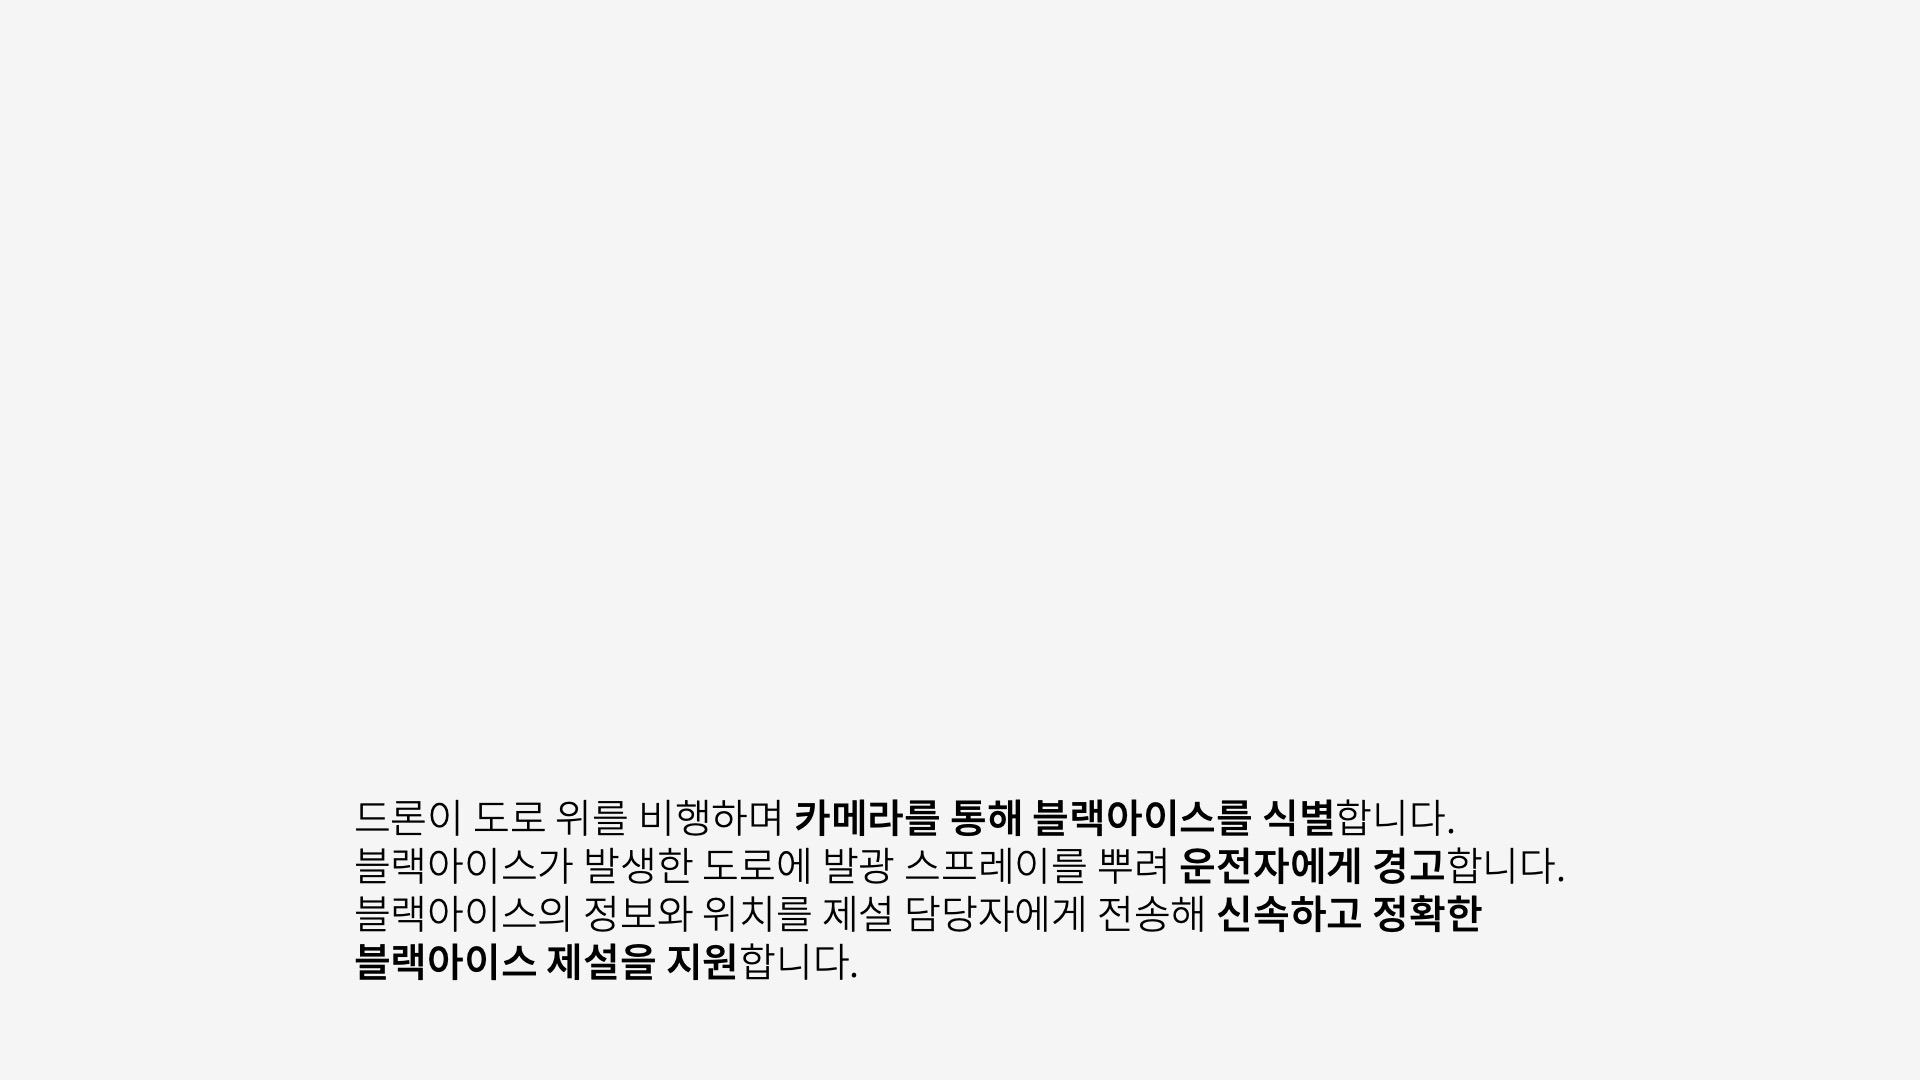 드론이 도로 위를 비행하며 카메라를 통해 블랙아이스를 식별합니다.
블랙아이스가 발생한 도로에 발광 스프레이를 뿌려 운전자에게 경고합니다.
블랙아이스의 정보와 위치를 제설 담당자에게 전송해 신속하고 정확한
블랙아이스 제설을 지원합니다.